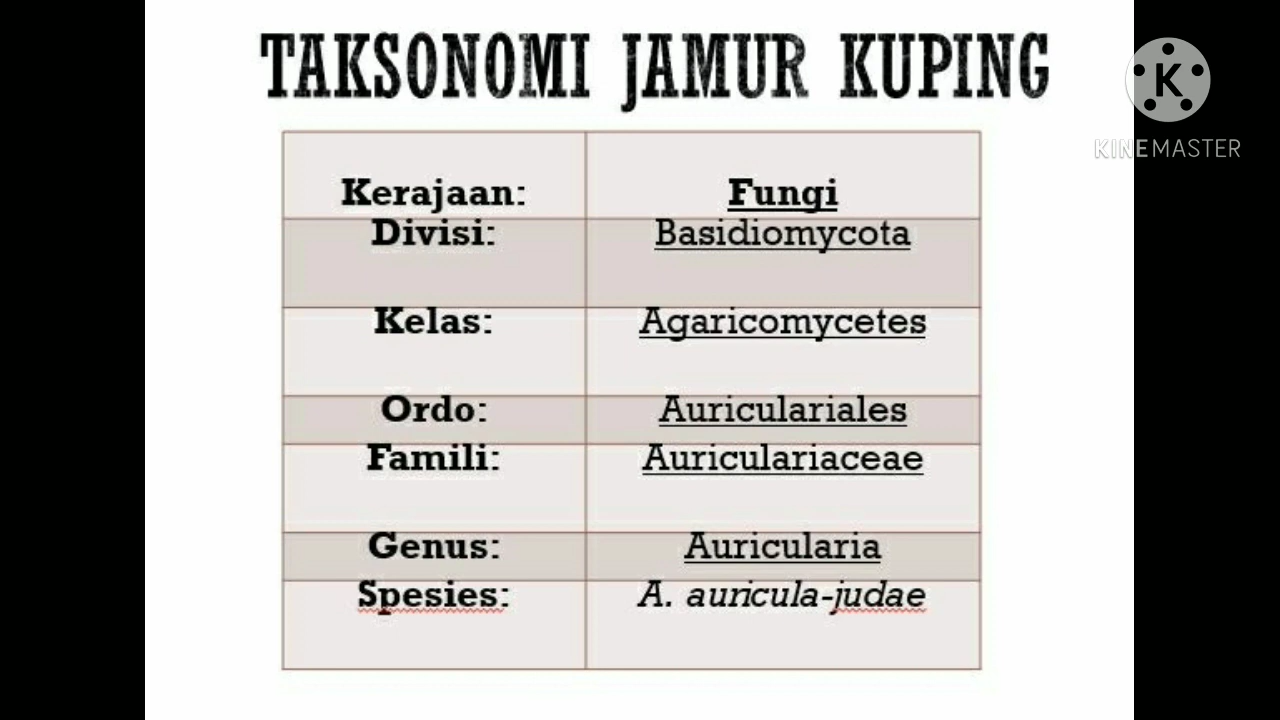 TAKSONOMI JAMUR KUPING
K
KINEMASTER
Kerajaan: Fungi
Divisi: Basidiomycota
Kelas: Agaricomycetes
Ordo: Auriculariales
Famili: Auriculariaceae
Genus: Auricularia
Spesies: A. auricula-judae